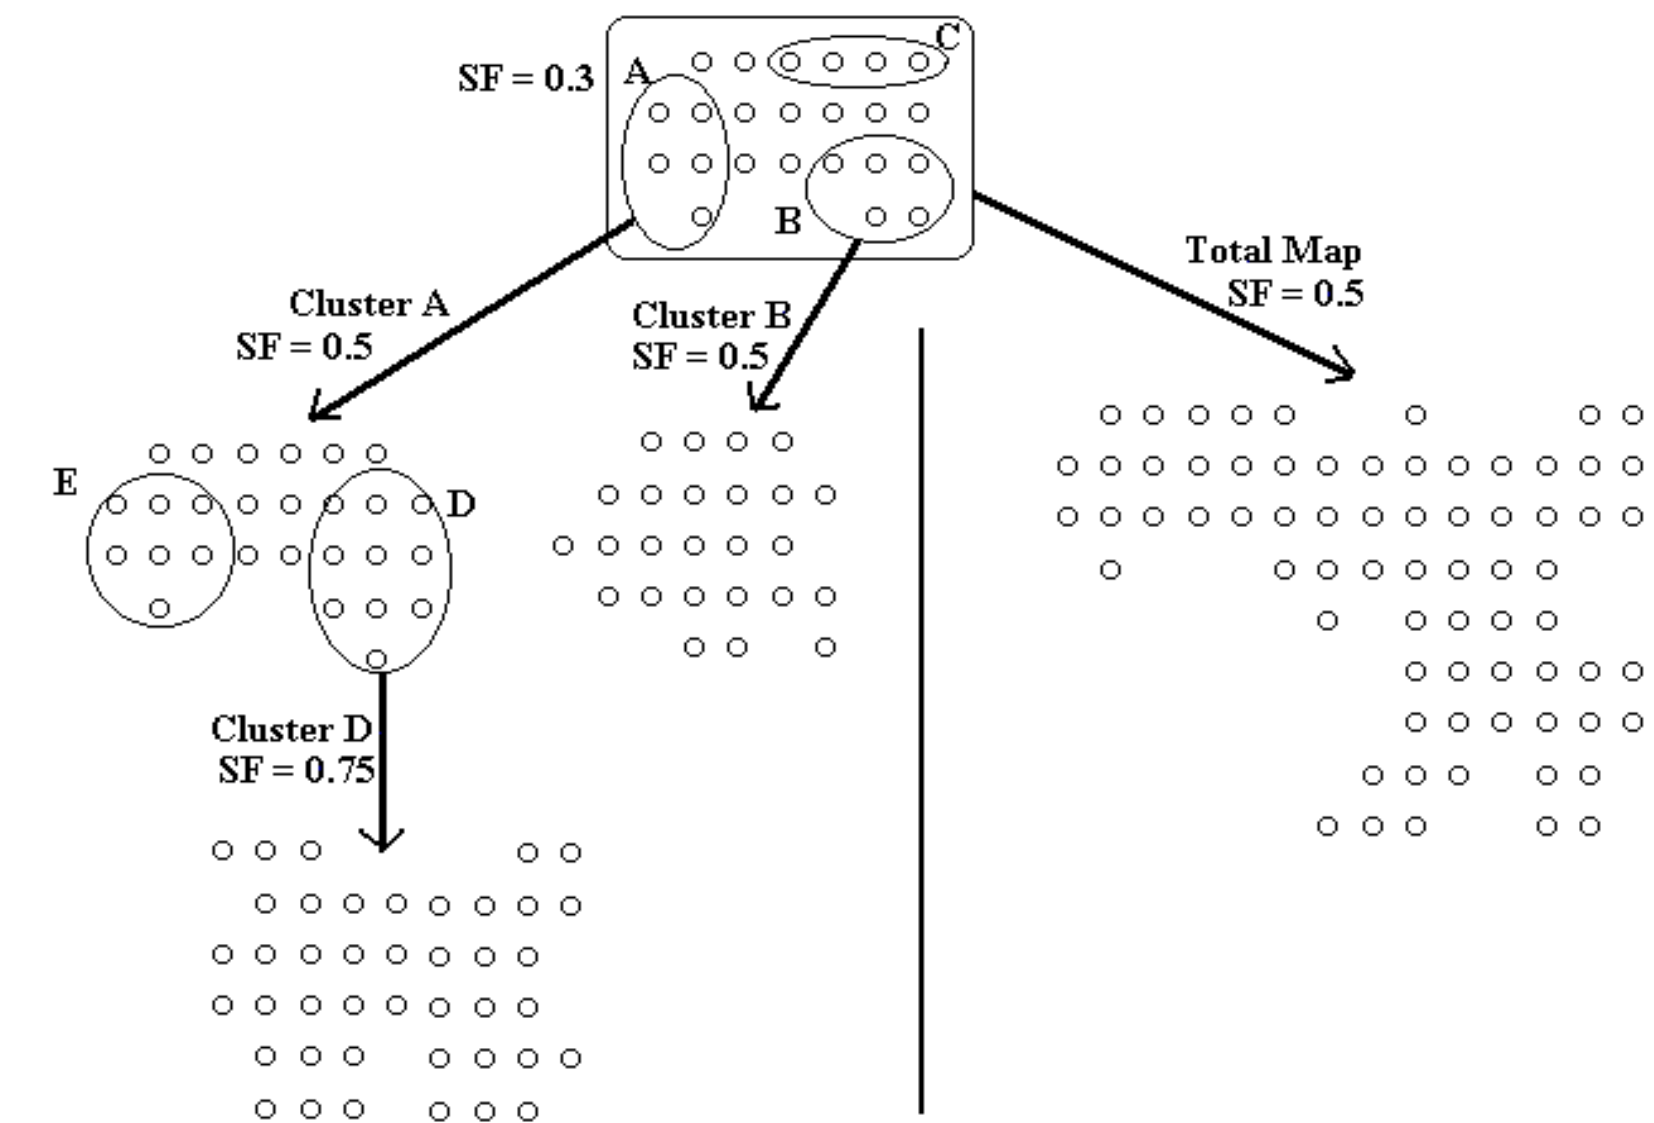 C
SF = 0.3
A
B
Total Map
SF = 0.5
Cluster A
SF = 0.5
Cluster B
SF = 0.5
E
D
Cluster D
SF = 0.75